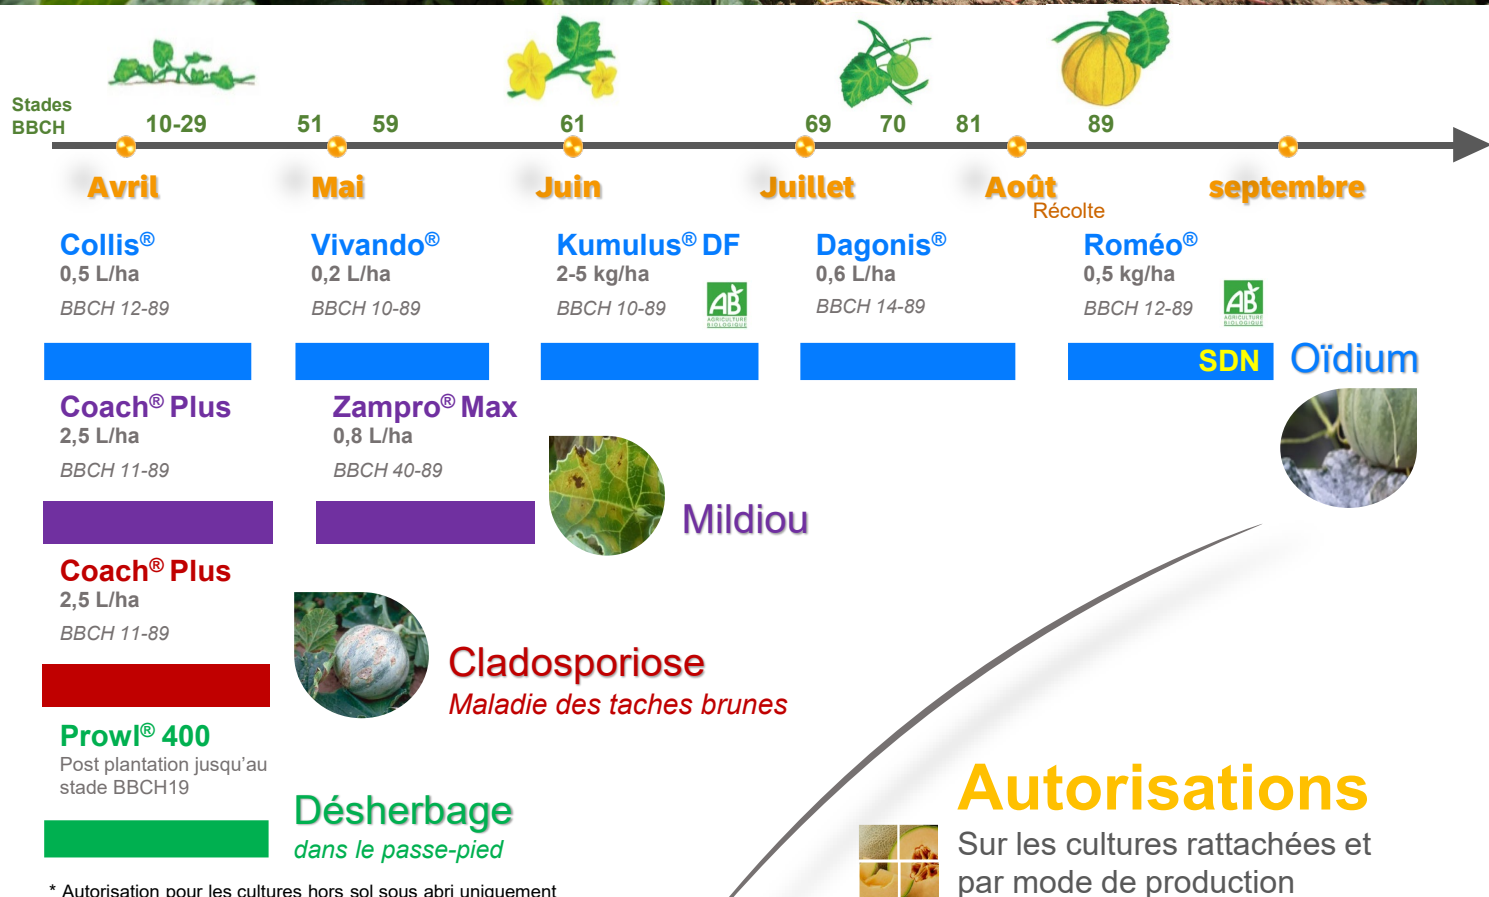 Stades
BBCH
10-29
51
59
61
69
70
81
89
Avril
Mai
Juin
Juillet
Août
septembre
Récolte
Collis®
0,5 L/ha
BBCH 12-89
Vivando®
0,2 L/ha
BBCH 10-89
Kumulus® DF
2-5 kg/ha
BBCH 10-89
AB
AGRICULTURE
BIOLOGIQUE
Dagonis®
0,6 L/ha
BBCH 14-89
Roméo®
0,5 kg/ha
BBCH 12-89
AB
AGRICULTURE
BIOLOGIQUE
SDN
Oïdium
Coach® Plus
2,5 L/ha
BBCH 11-89
Zampro® Max
0,8 L/ha
BBCH 40-89
Mildiou
Coach® Plus
2,5 L/ha
BBCH 11-89
Cladosporiose
Maladie des taches brunes
Prowl® 400
Post plantation jusqu'au
stade BBCH19
Désherbage
dans le passe-pied
* Autorisation pour les cultures hors sol sous abri uniquement
Autorisations
Sur les cultures rattachées et
par mode de production